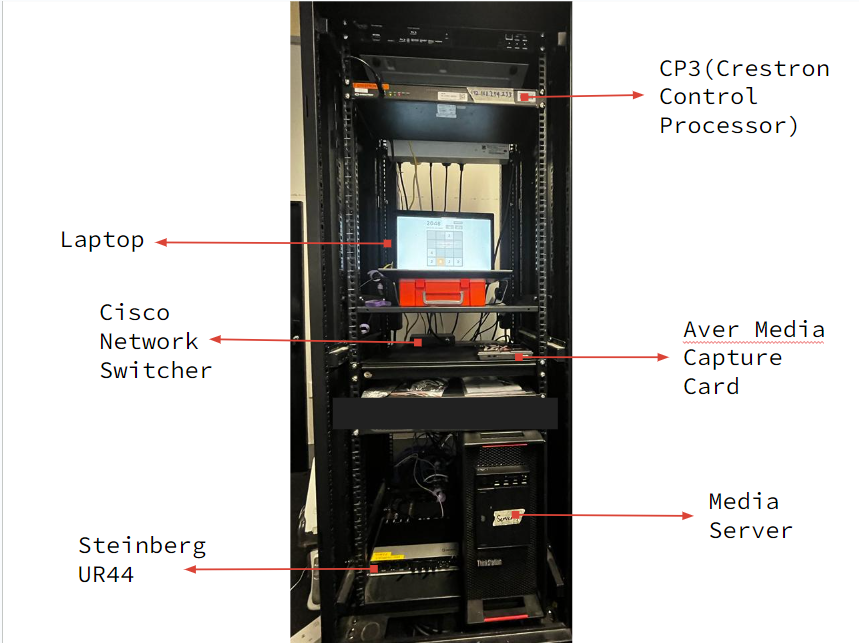 CP3(Crestron
Control
Processor)
Laptop
Cisco
Network
Switcher
Aver Media
Capture
Card
Media
Server
Steinberg
UR44
2048
ThinkStation